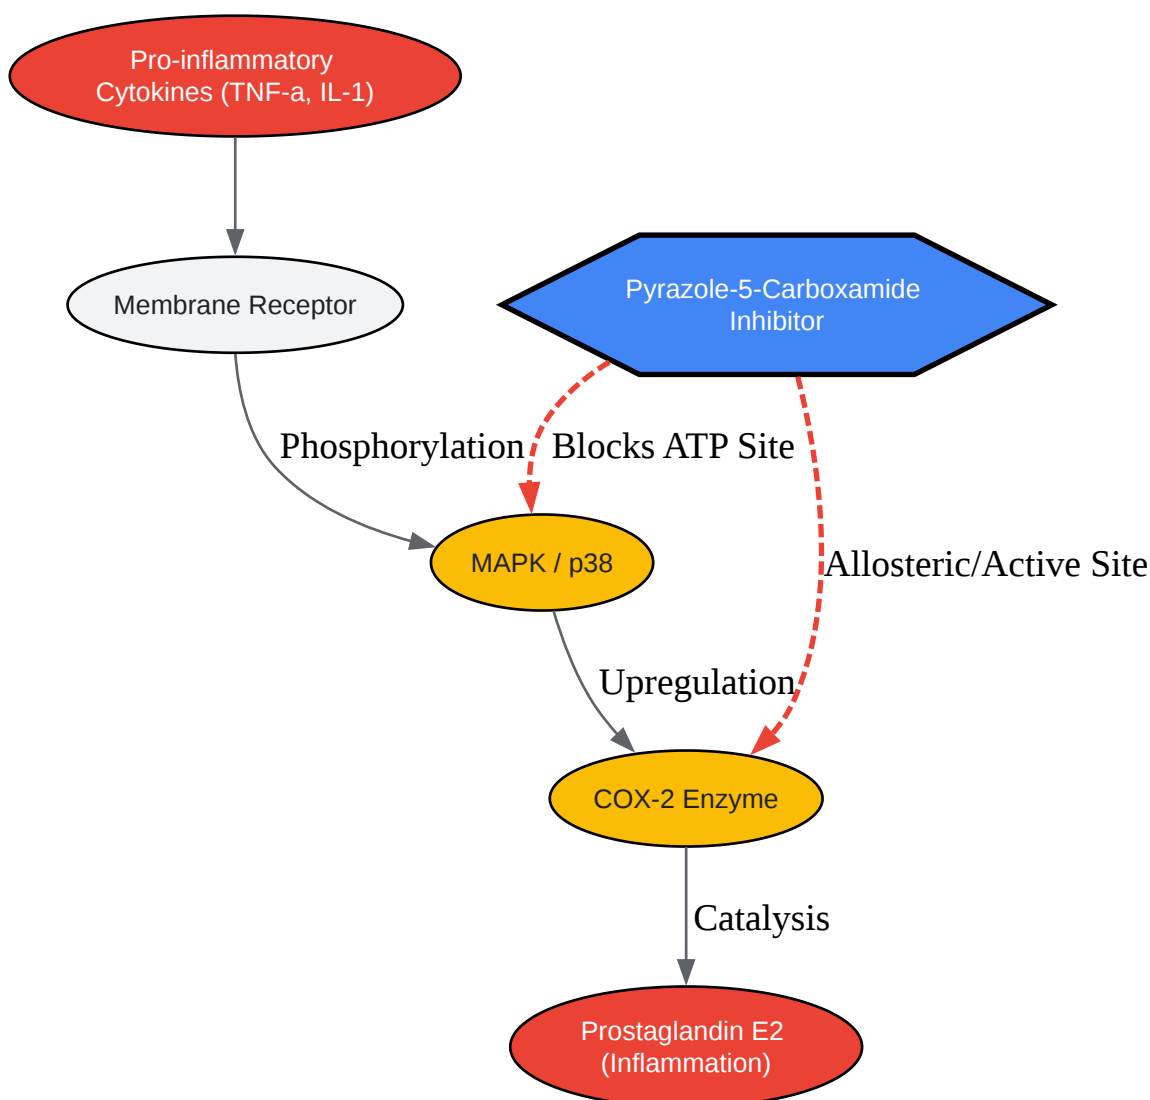 Pro-inflammatory
Cytokines (TNF-a, IL-1)
Membrane Receptor
Pyrazole-5-Carboxamide
Inhibitor
Phosphorylation
Blocks ATP Site
MAPK / p38
Allosteric/Active Site
Upregulation
COX-2 Enzyme
Catalysis
Prostaglandin E2
(Inflammation)